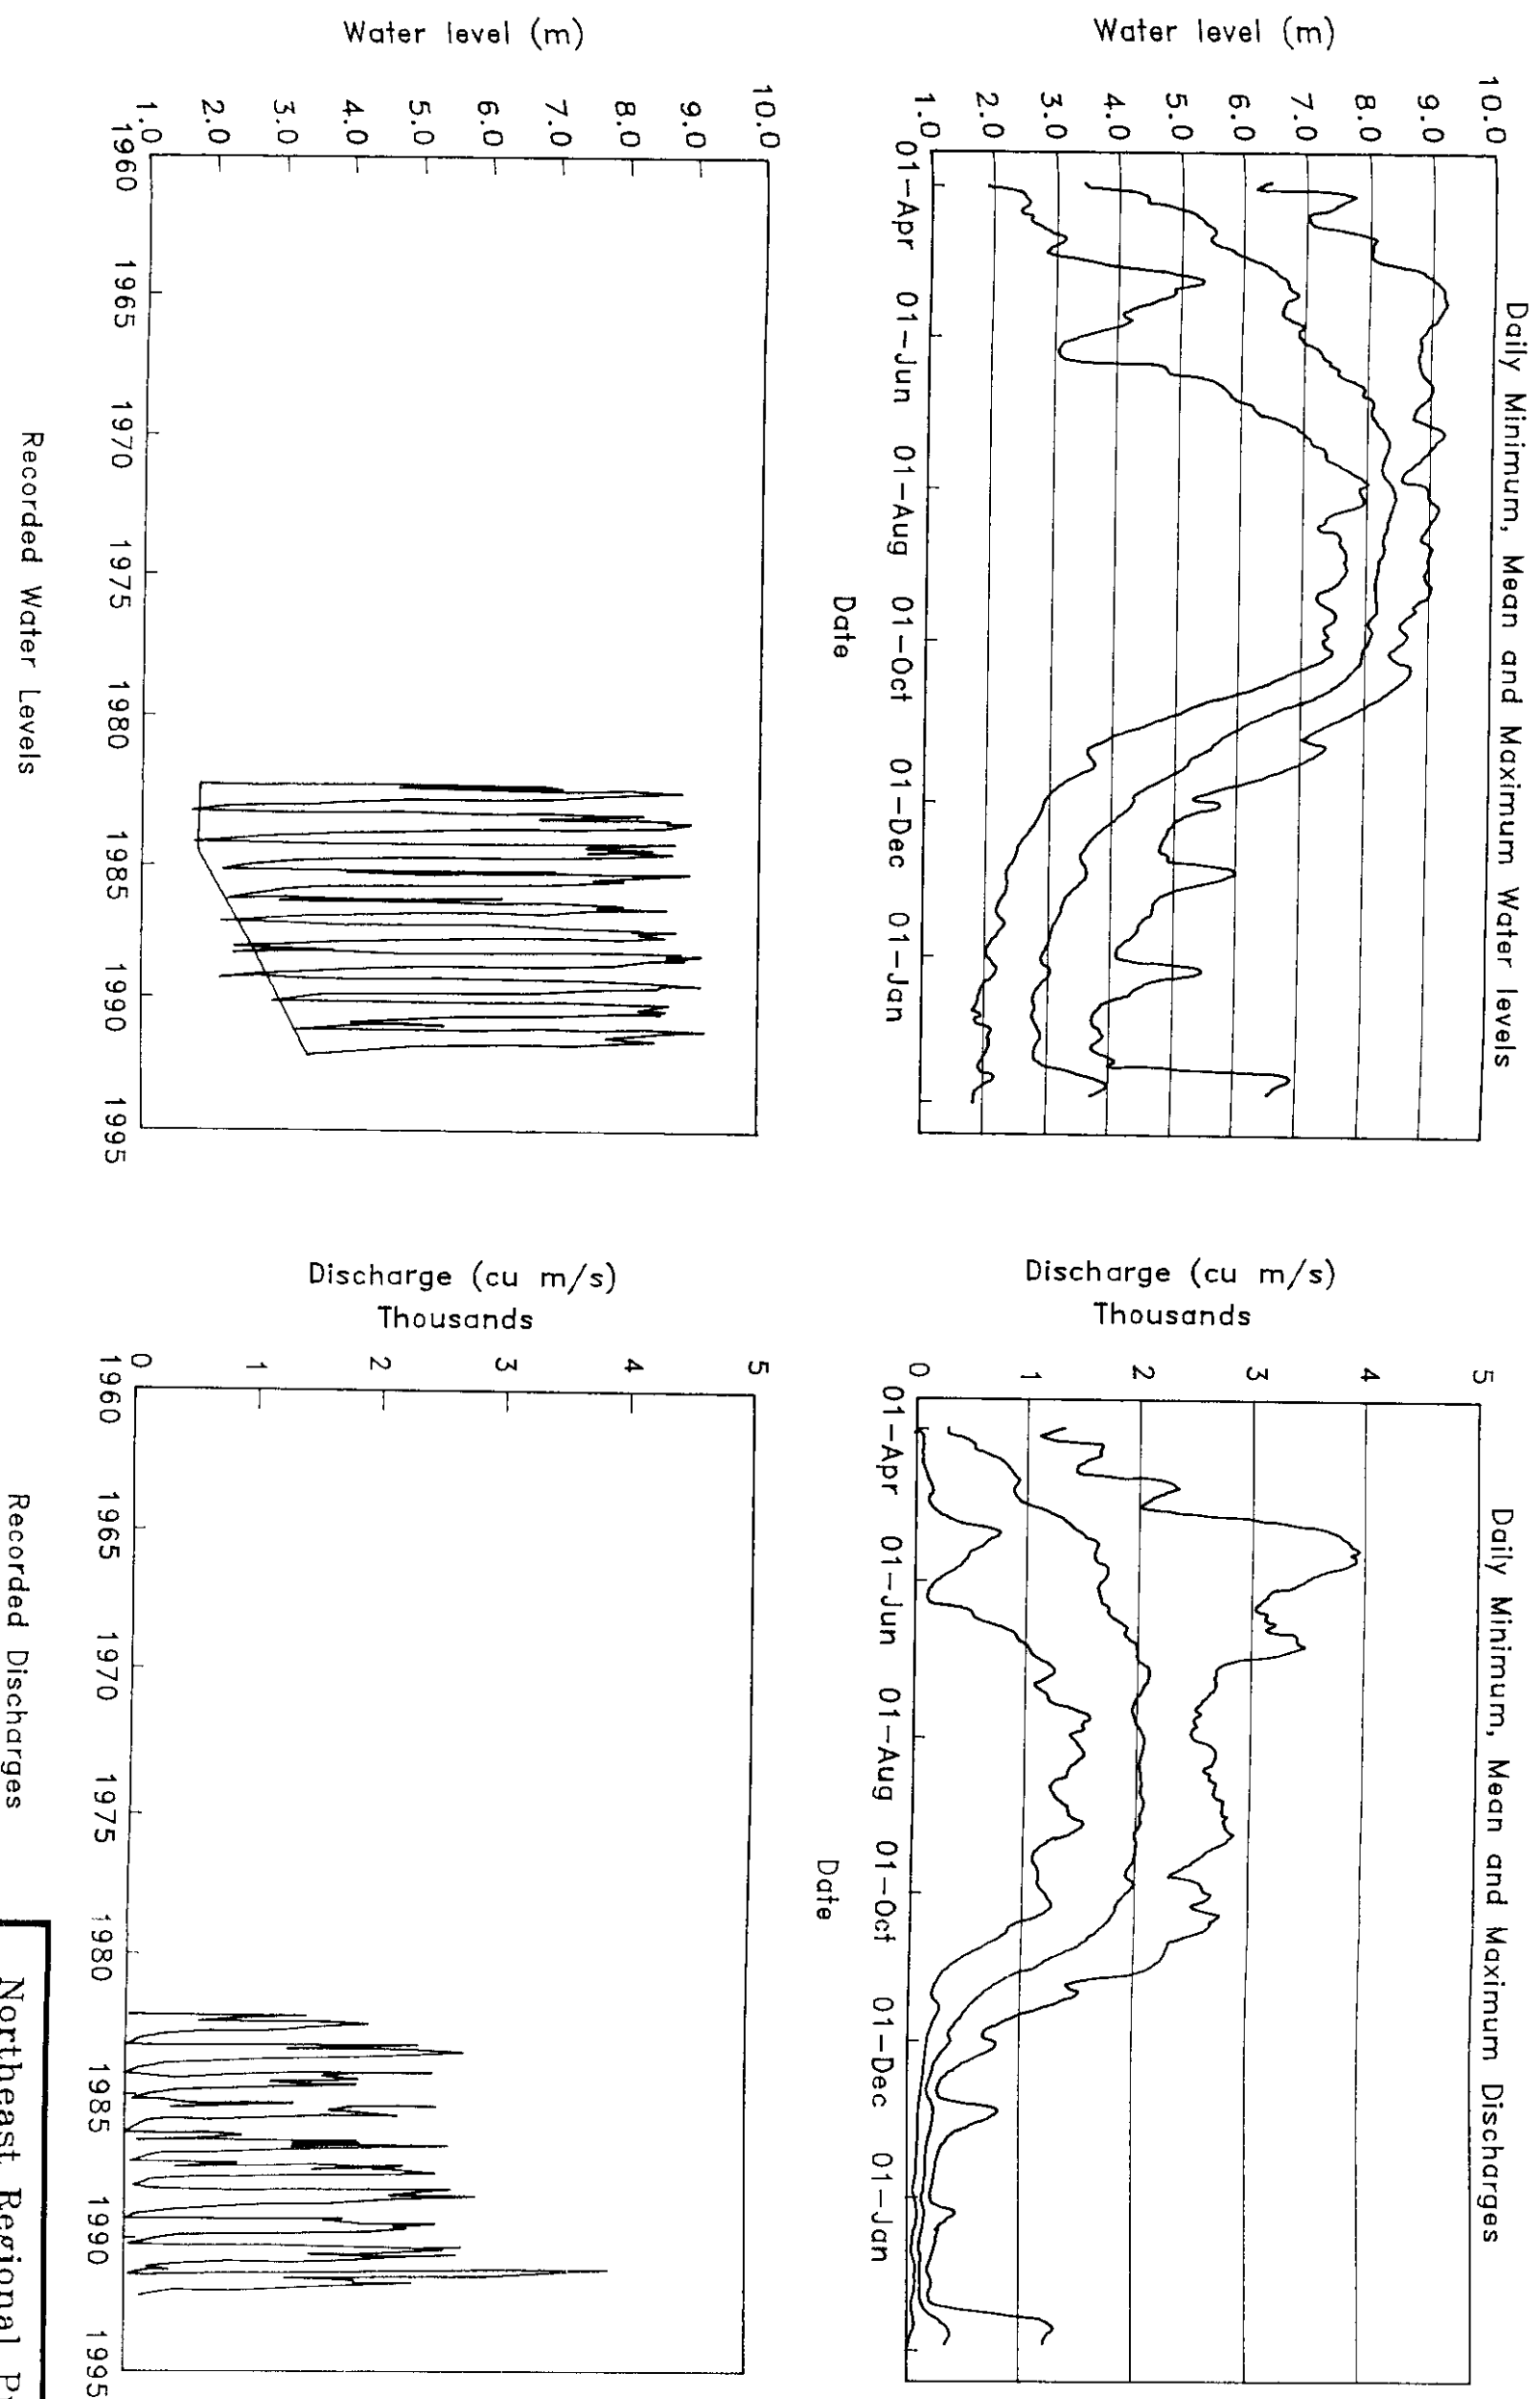 Daily Minimum, Mean and Maximum Water levels
Water level (m)
10.0
9.0
8.0
7.0
6.0
5.0
4.0
3.0
2.0
1.0
01-Apr 01-Jun 01-Aug 01-Oct 01-Dec 01-Jan
Date
Water level (m)
10.0
9.0
8.0
7.0
6.0
5.0
4.0
3.0
2.0
1.0
1960 1965 1970 1975 1980 1985 1990 1995
Recorded Water Levels
Daily Minimum, Mean and Maximum Discharges
Discharge (cu m/s)
Thousands
5
4
3
2
1
0
01-Apr 01-Jun 01-Aug 01-Oct 01-Dec 01-Jan
Date
Discharge (cu m/s)
Thousands
5
4
3
2
1
0
1960 1965 1970 1975 1980 1985 1990 1995
Recorded Discharges
Northeast Regional